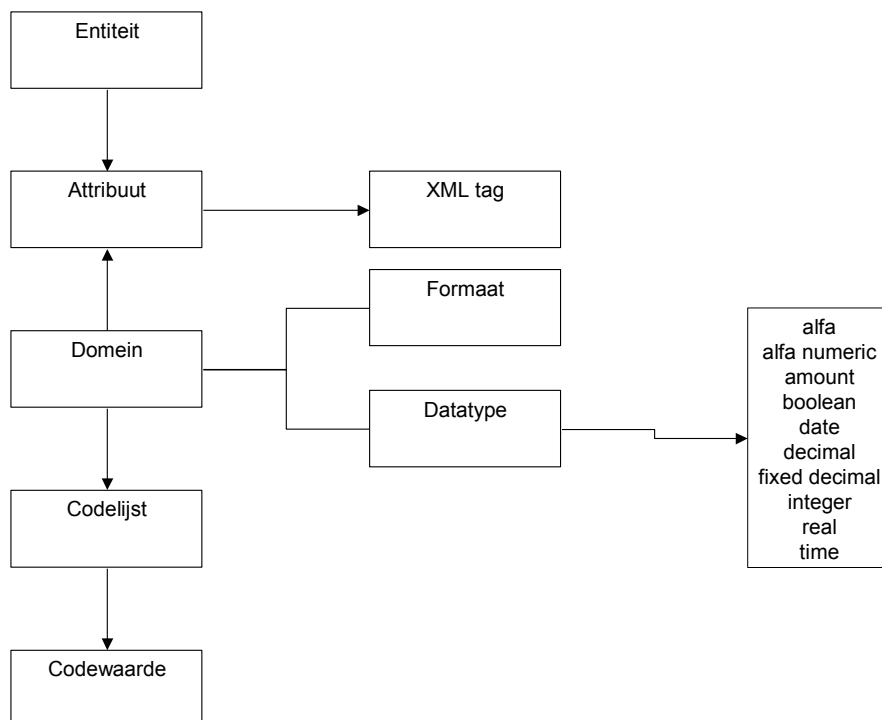 Entiteit
Attribuut
XML tag
Formaat
Domein
Datatype
alfa
alfa numeric
amount
boolean
date
decimal
fixed decimal
integer
real
time
Codelijst
Codewaarde